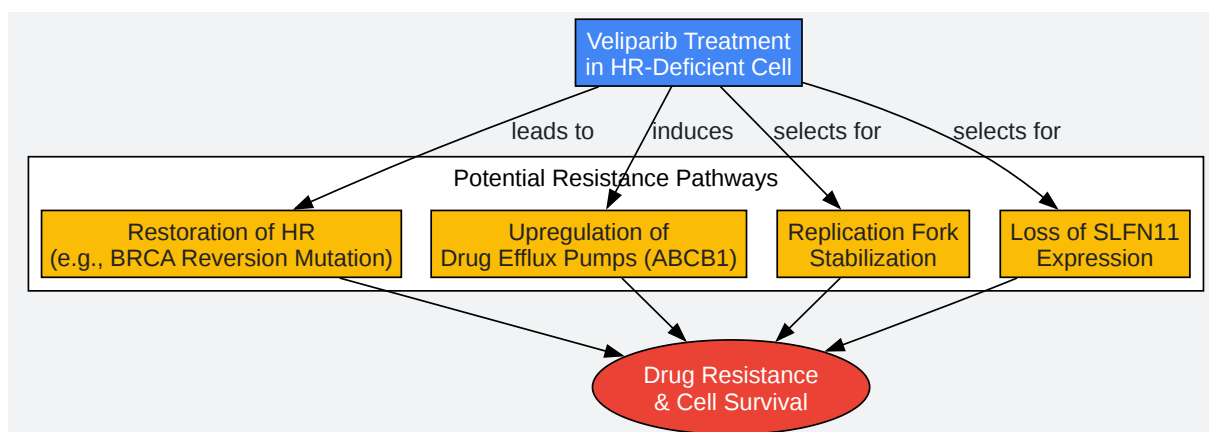 Veliparib Treatment
in HR-Deficient Cell
leads to
induces
selects for
selects for
Potential Resistance Pathways
Restoration of HR
(e.g., BRCA Reversion Mutation)
Upregulation of
Drug Efflux Pumps (ABCB1)
Replication Fork
Stabilization
Loss of SLFN11
Expression
Drug Resistance
& Cell Survival